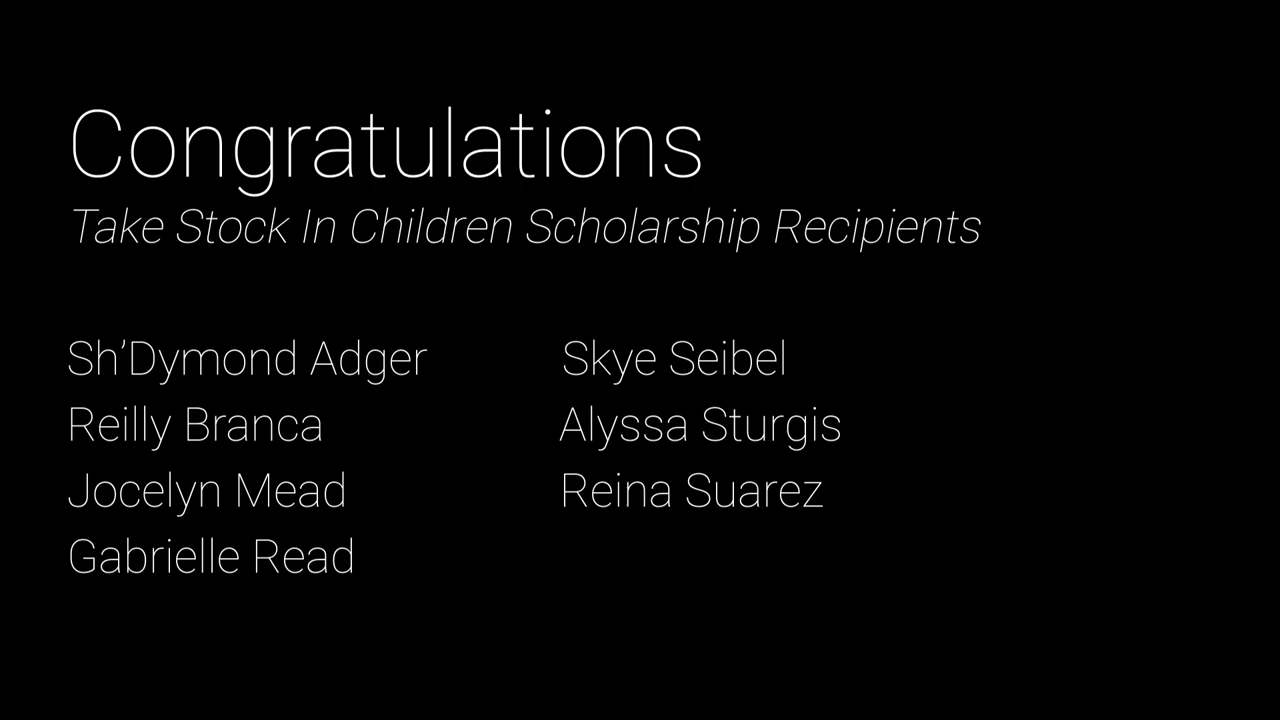 Congratulations
Take Stock In Children Scholarship Recipients
Sh’Dymond Adger
Reilly Branca
Jocelyn Mead
Gabrielle Read
Skye Seibel
Alyssa Sturgis
Reina Suarez